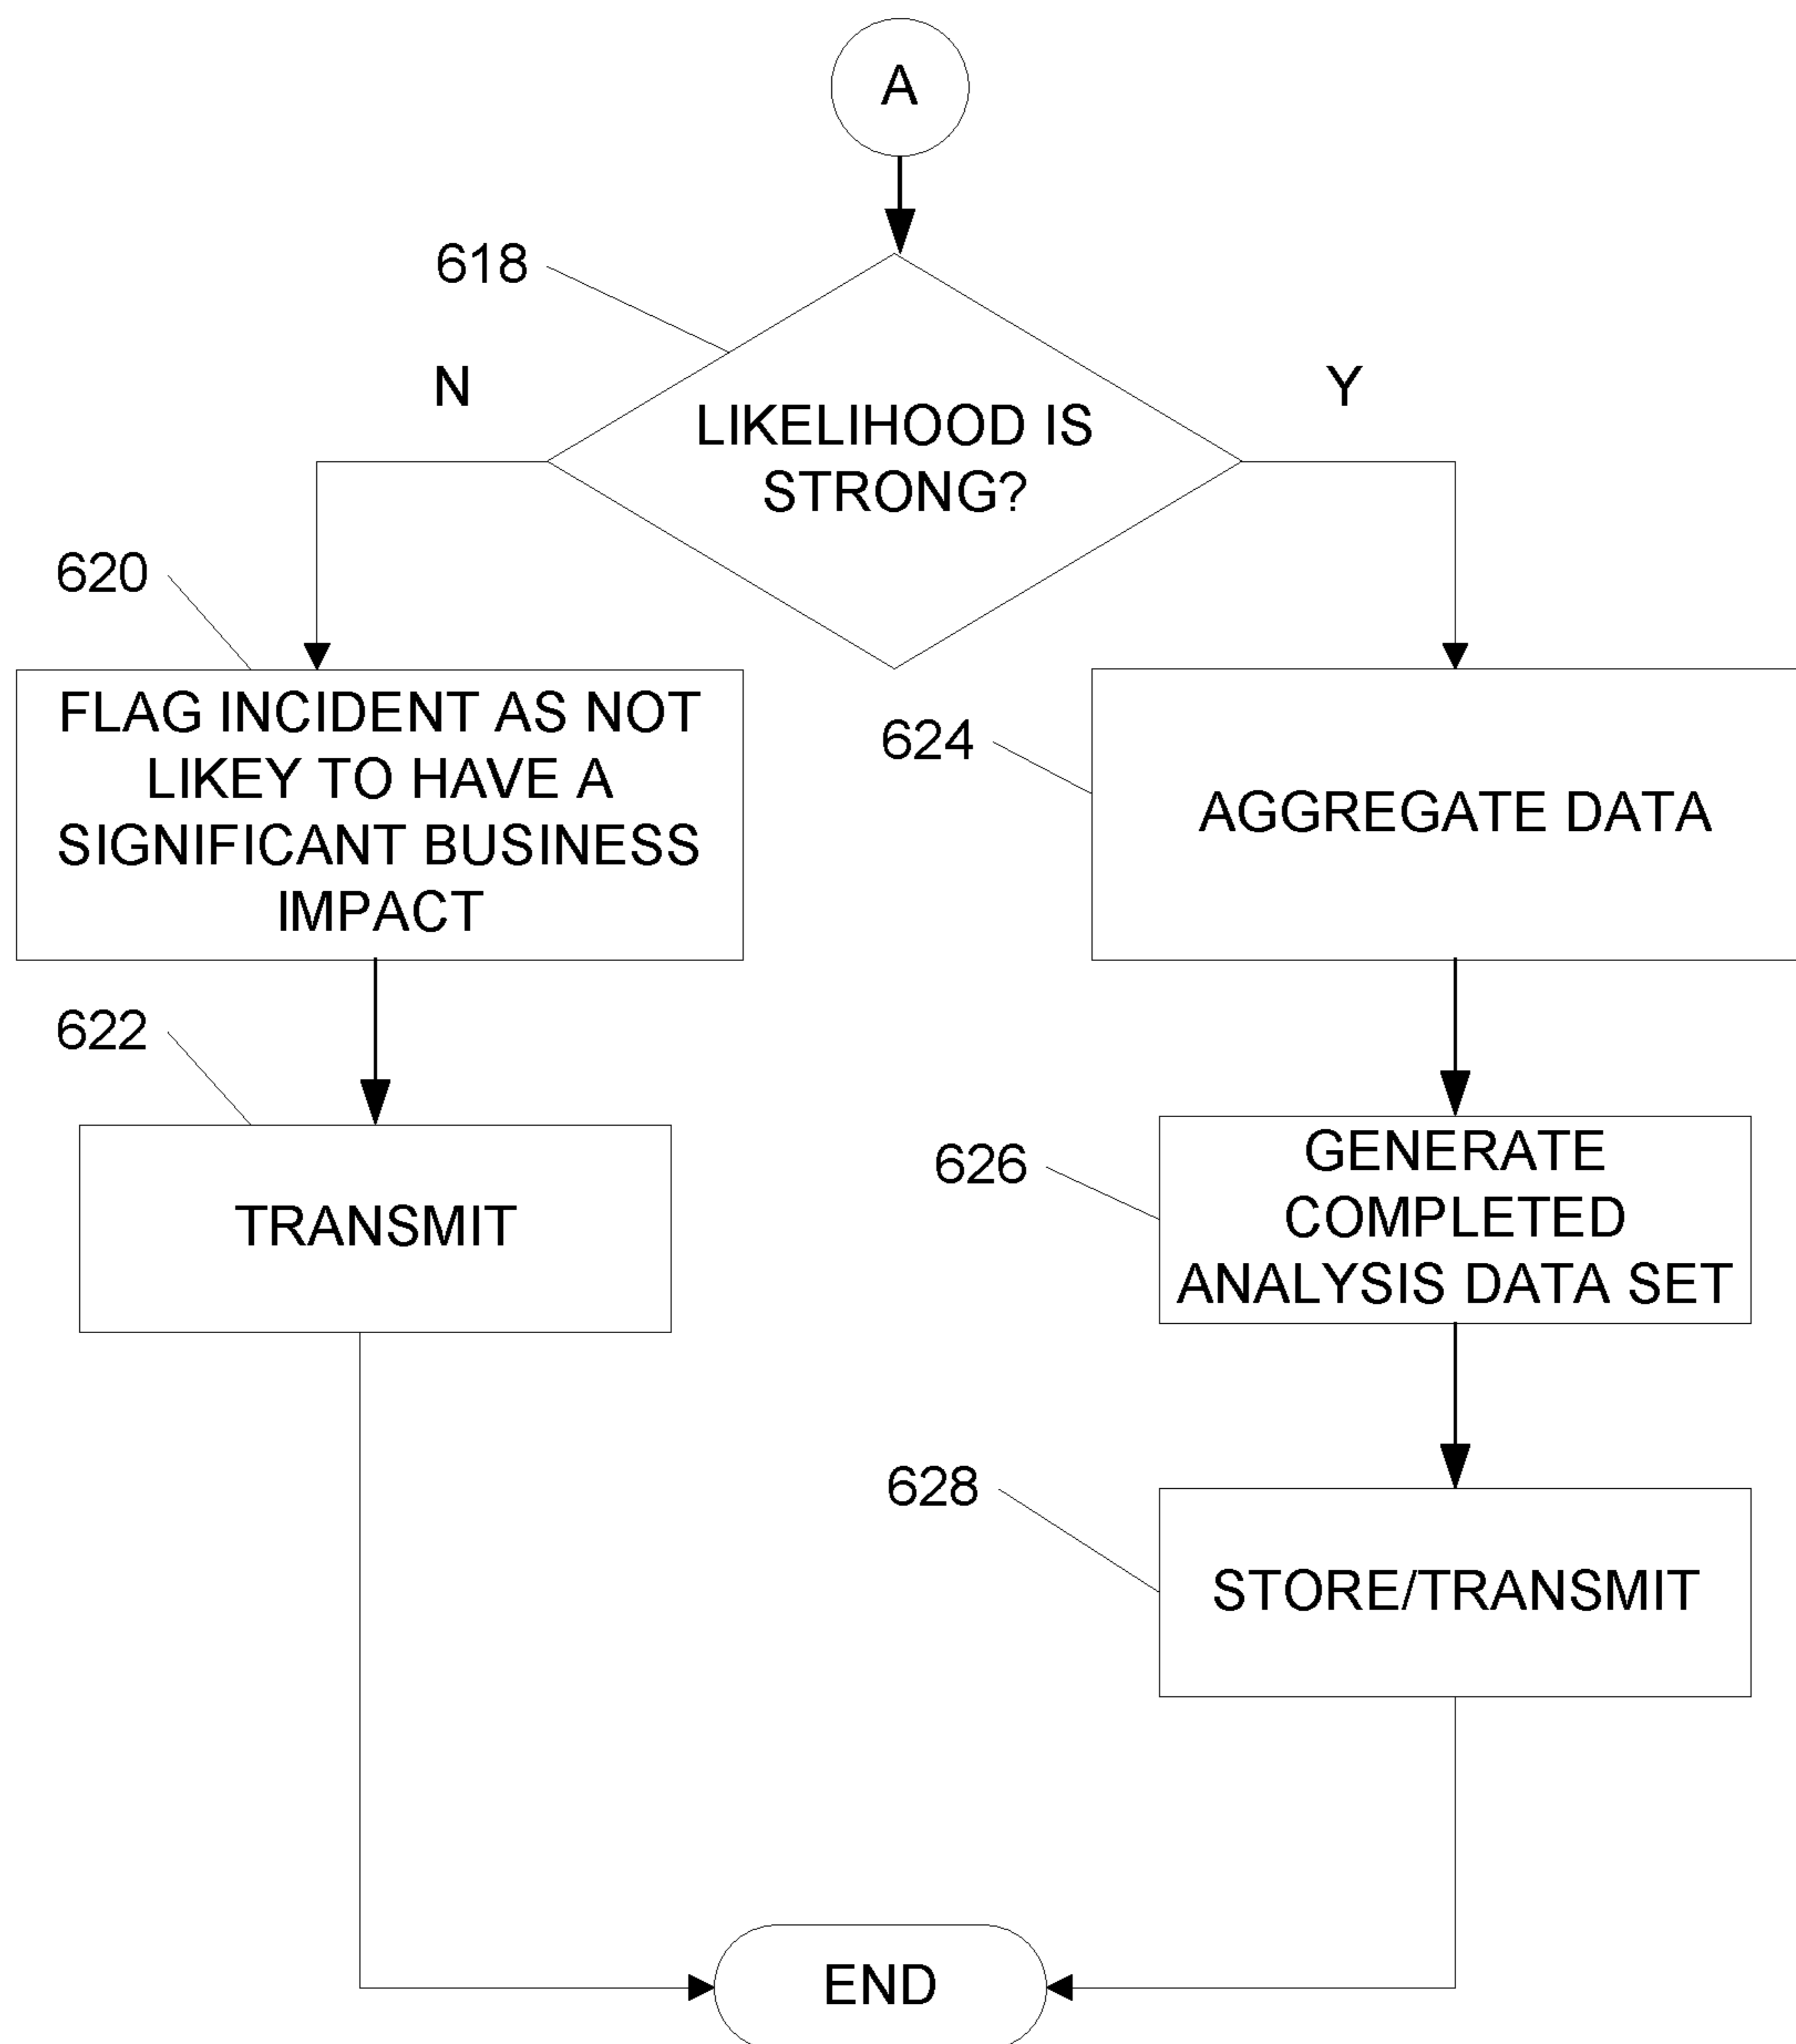 A
618
N
Y
LIKELIHOOD IS
STRONG?
620
FLAG INCIDENT AS NOT
LIKEY TO HAVE A
SIGNIFICANT BUSINESS
IMPACT
624
AGGREGATE DATA
622
TRANSMIT
626
GENERATE
COMPLETED
ANALYSIS DATA SET
628
STORE/TRANSMIT
END